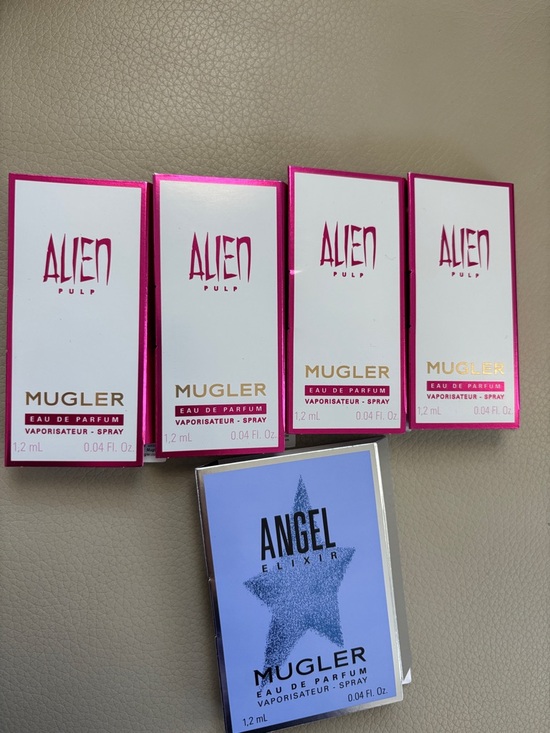 ALIEN
PULP
MUGLER
EAU DE PARFUM
VAPORISATEUR - SPRAY
1,2 mL 0.04 Fl. Oz.
ALIEN
PULP
MUGLER
EAU DE PARFUM
VAPORISATEUR - SPRAY
1,2 mL 0.04 Fl. Oz.
ALIEN
PULP
MUGLER
EAU DE PARFUM
VAPORISATEUR - SPRAY
1,2 mL 0.04 Fl. Oz.
ALIEN
PULP
MUGLER
EAU DE PARFUM
VAPORISATEUR - SPRAY
1,2 mL 0.04 Fl. Oz.
ANGEL
ELIXIR
MUGLER
EAU DE PARFUM
VAPORISATEUR - SPRAY
1,2 mL 0.04 Fl. Oz.